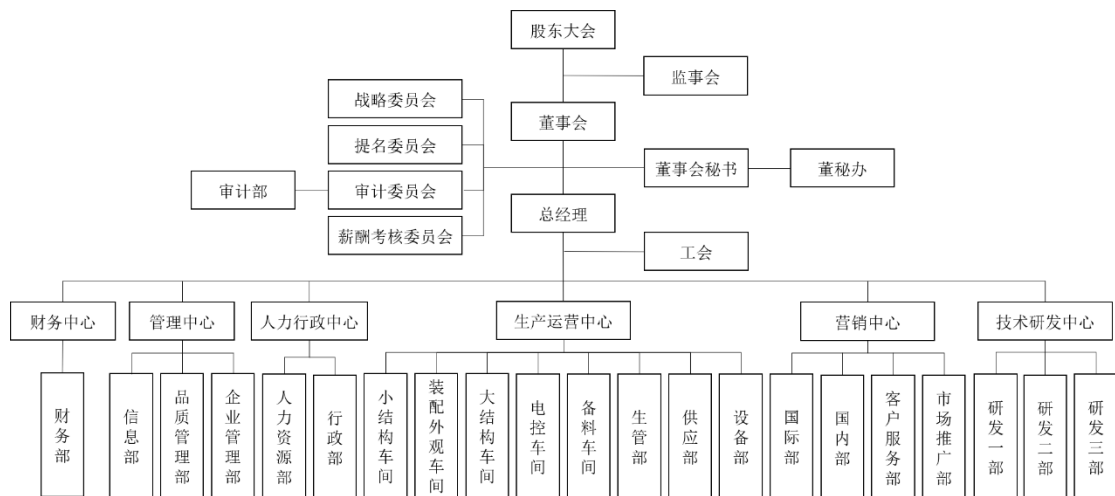 股东大会
监事会
战略委员会
董事会
提名委员会
董事会秘书
董秘办
审计部
审计委员会
总经理
薪酬考核委员会
工会
财务中心
管理中心
人力行政中心
生产运营中心
营销中心
技术研发中心
财务部
信息部
品质管理部
企业管理部
人力资源部
行政部
小结构车间
装配外观车间
大结构车间
电控车间
备料车间
生管部
供应部
设备部
国际部
国内部
客户服务部
市场推广部
研发一部
研发二部
研发三部